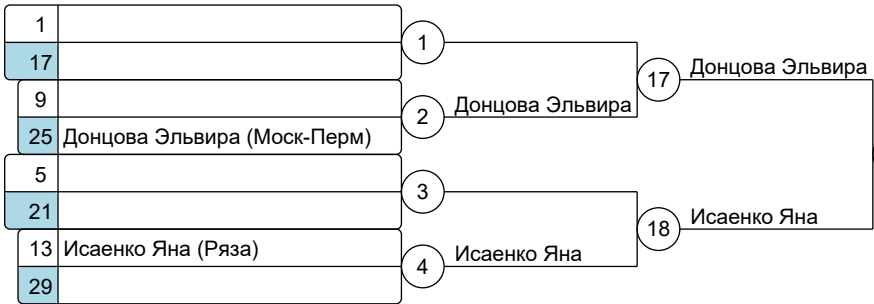 1
17
1
9
25 Донцова Эльвира (Моск-Перм)
2
Донцова Эльвира
17
Донцова Эльвира
5
21
3
13 Исаенко Яна (Ряза)
29
4
Исаенко Яна
18
Исаенко Яна